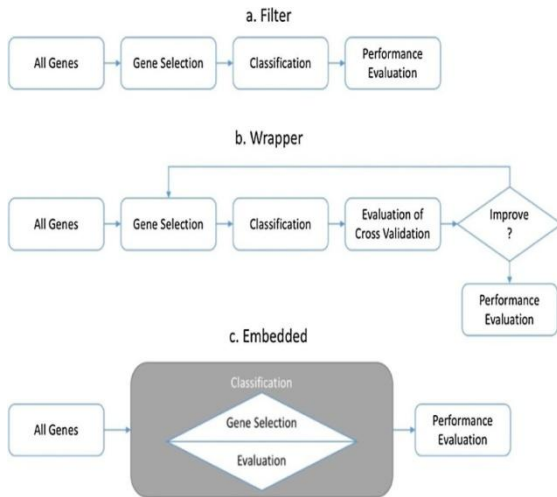 a. Filter
All Genes
Gene Selection
Classification
Performance
Evaluation
b. Wrapper
All Genes
Gene Selection
Classification
Evaluation of
Cross Validation
Improve
?
Performance
Evaluation
c. Embedded
Classification
All Genes
Gene Selection
Evaluation
Performance
Evaluation